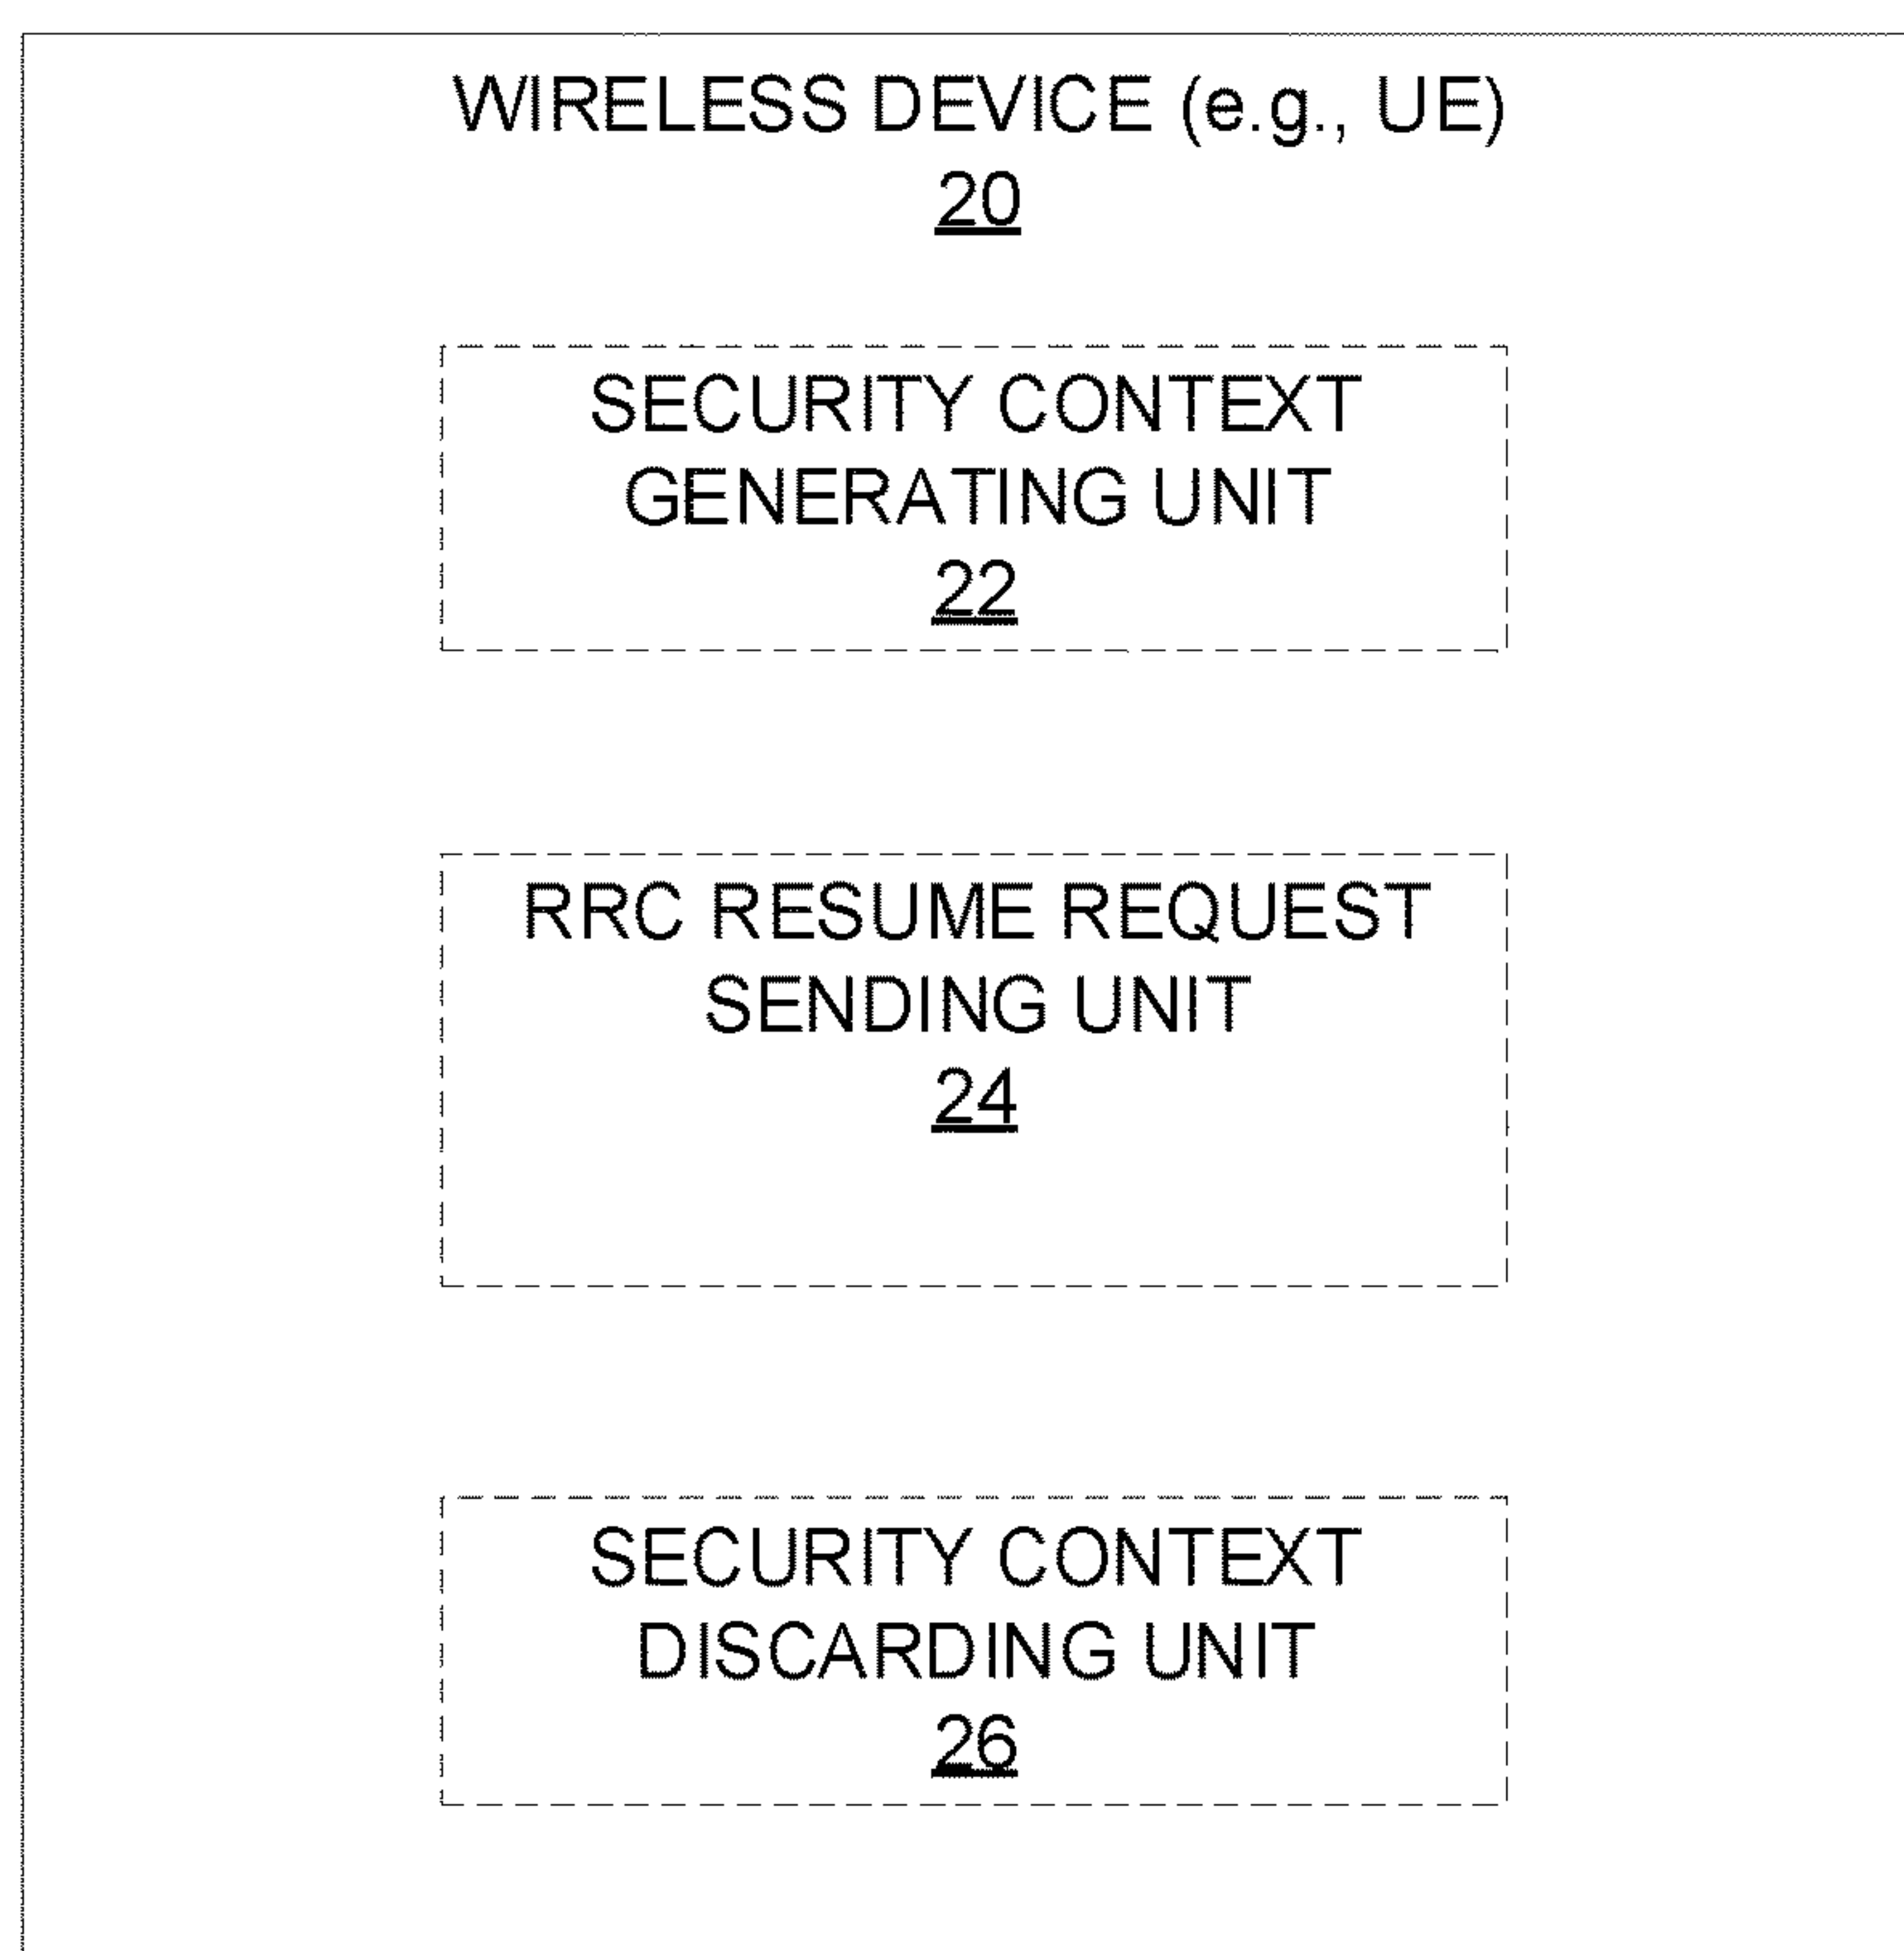 WIRELESS DEVICE (e.g., UE)
20
SECURITY CONTEXT
GENERATING UNIT
22
RRC RESUME REQUEST
SENDING UNIT
24
SECURITY CONTEXT
DISCARDING UNIT
26